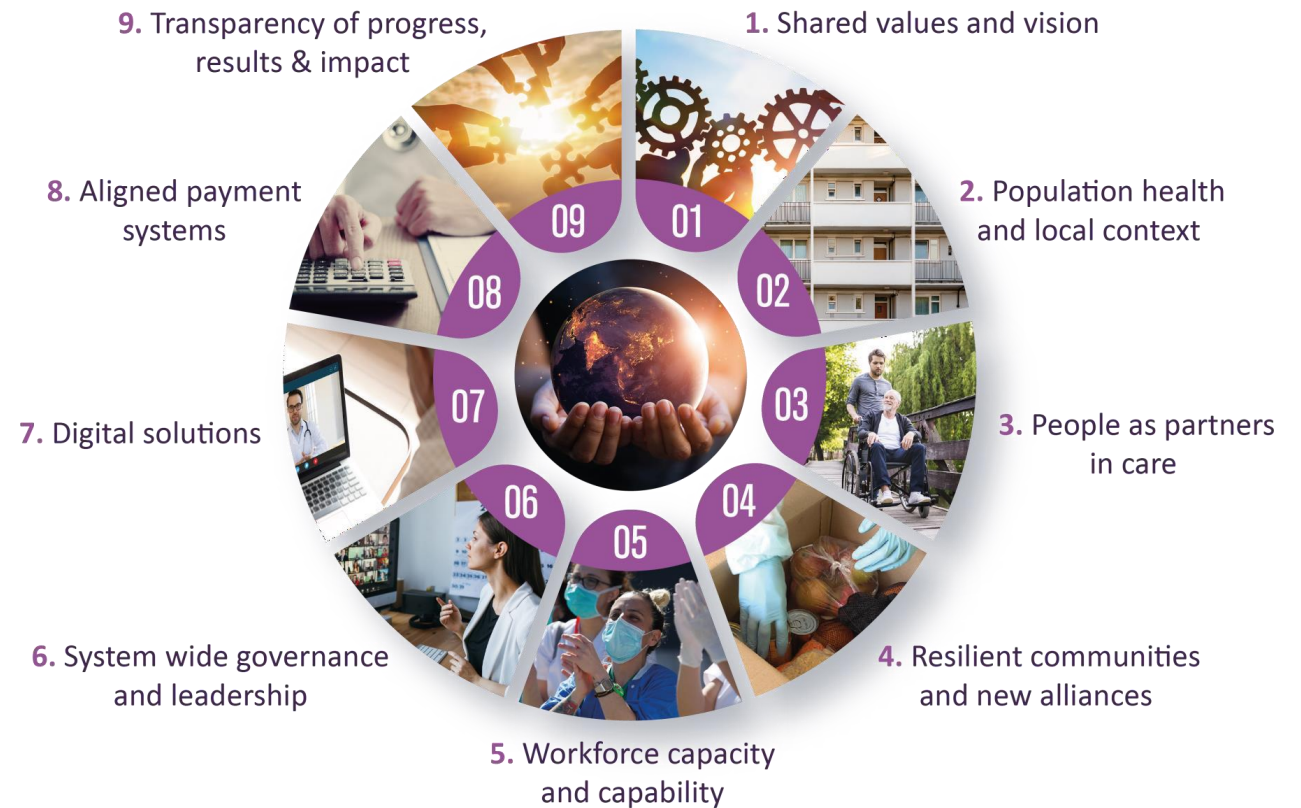 9. Transparency of progress,
results & impact
1. Shared values and vision
8. Aligned payment
systems
2. Population health
and local context
7. Digital solutions
3. People as partners
in care
6. System wide governance
and leadership
4. Resilient communities
and new alliances
5. Workforce capacity
and capability
09
01
08
02
07
03
06
04
05